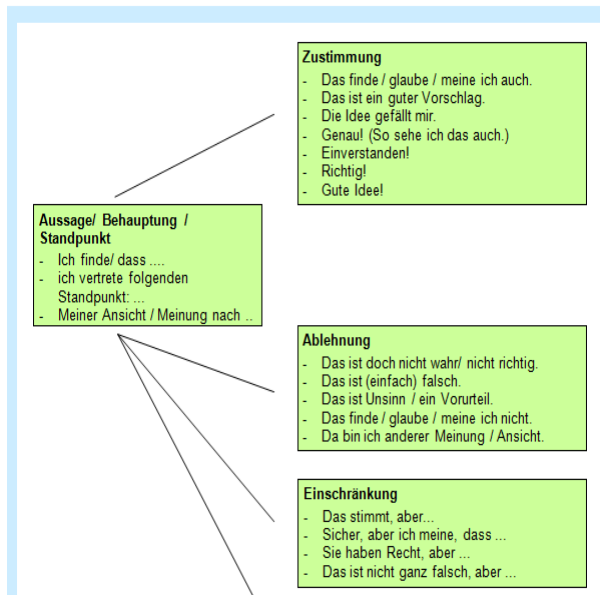 Zustimmung
- Das finde / glaube / meine ich auch.
- Das ist ein guter Vorschlag.
- Die Idee gefällt mir.
- Genau! (So sehe ich das auch.)
- Einverstanden!
- Richtig!
- Gute Idee!
Aussage/ Behauptung /
Standpunkt
- Ich finde/ dass ....
- ich vertrete folgenden
Standpunkt: ...
- Meiner Ansicht / Meinung nach ..
Ablehnung
- Das ist doch nicht wahr/ nicht richtig.
- Das ist (einfach) falsch.
- Das ist Unsinn / ein Vorurteil.
- Das finde / glaube / meine ich nicht.
- Da bin ich anderer Meinung / Ansicht.
Einschränkung
- Das stimmt, aber...
- Sicher, aber ich meine, dass ...
- Sie haben Recht, aber ...
- Das ist nicht ganz falsch, aber ...